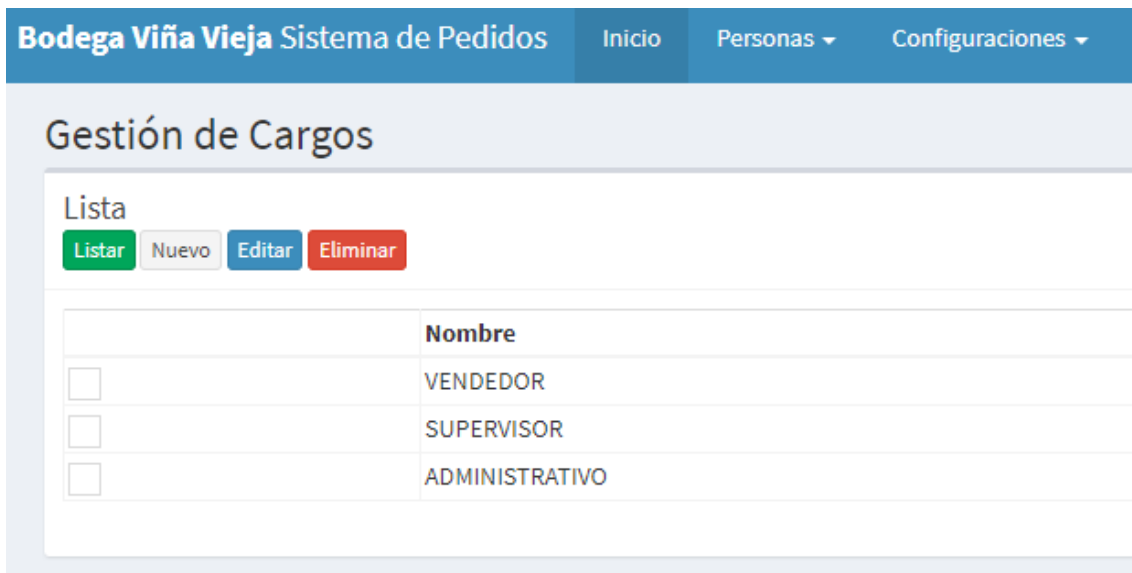 Bodega Viña Vieja Sistema de Pedidos Inicio Personas Configuraciones
Gestión de Cargos
Lista
Listar Nuevo Editar Eliminar
Nombre
VENDEDOR
SUPERVISOR
ADMINISTRATIVO